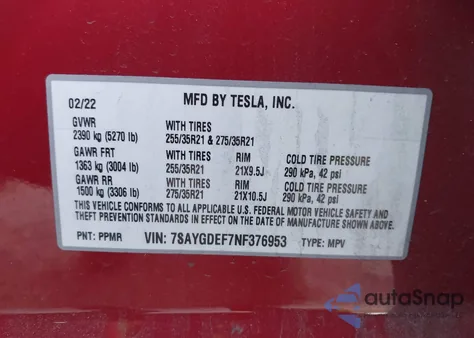 02/22 MFD BY TESLA, INC.
GVWR WITH TIRES
2390 kg (5270 lb) 255/35R21 & 275/35R21
GAWR FRT WITH TIRES RIM COLD TIRE PRESSURE
1363 kg (3004 lb) 255/35R21 21X9.5J 290 kPa, 42 psi
GAWR RR WITH TIRES RIM COLD TIRE PRESSURE
1500 kg (3306 lb) 275/35R21 21X10.5J 290 kPa, 42 psi
THIS VEHICLE CONFORMS TO ALL APPLICABLE U.S. FEDERAL MOTOR VEHICLE SAFETY AND
THEFT PREVENTION STANDARDS IN EFFECT ON THE DATE OF MANUFACTURE SHOWN ABOVE.
PNT: PPMR VIN: 7SAYGDEF7NF376953 TYPE: MPV
autoSnap